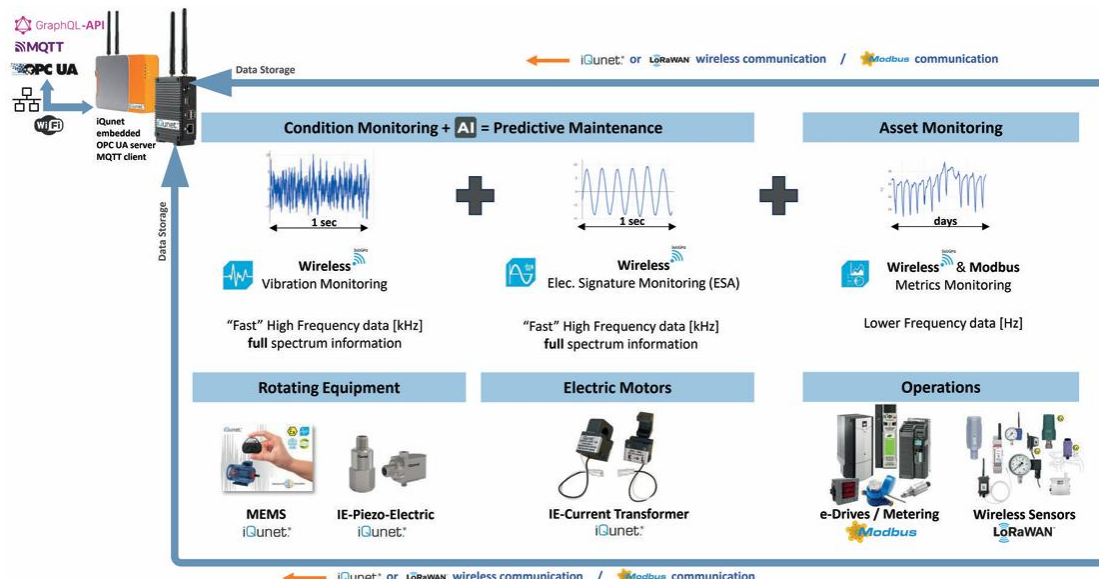 GraphQL-API
MQTT
OPC UA
WiFi
iQunet
embedded
OPC UA server
MQTT client
Data Storage
iQunet or LoRaWAN wireless communication / Modbus communication
Condition Monitoring + AI = Predictive Maintenance
Asset Monitoring
1 sec
1 sec
days
Data Storage
Wireless
Vibration Monitoring
Wireless
Elec. Signature Monitoring (ESA)
Wireless & Modbus
Metrics Monitoring
“Fast” High Frequency data [kHz]
full spectrum information
“Fast” High Frequency data [kHz]
full spectrum information
Lower Frequency data [Hz]
Rotating Equipment
Electric Motors
Operations
iQunet
MEMS
iQunet
IE-Piezo-Electric
iQunet
IE-Current Transformer
iQunet
e-Drives / Metering
Modbus
Wireless Sensors
LoRaWAN
iQunet or LoRaWAN wireless communication / Modbus communication